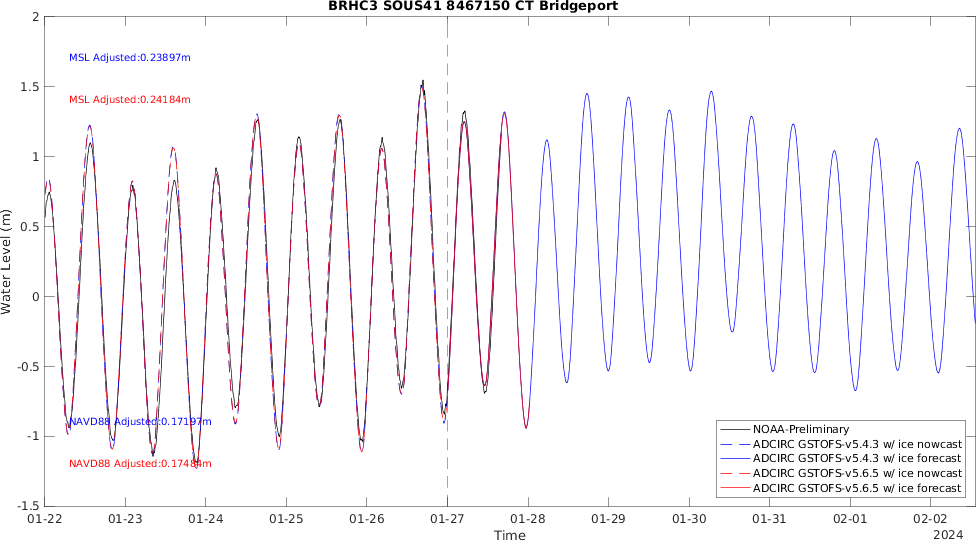 BRHC3 SOUS41 8467150 CT Bridgeport
2
1.5
1
0.5
0
-0.5
-1
-1.5
Water Level (m)
MSL Adjusted:0.23897m
MSL Adjusted:0.24184m
NAVD88 Adjusted:0.17197m
NAVD88 Adjusted:0.17484m
NOAA-Preliminary
ADCIRC GSTOFS-v5.4.3 w/ ice nowcast
ADCIRC GSTOFS-v5.4.3 w/ ice forecast
ADCIRC GSTOFS-v5.6.5 w/ ice nowcast
ADCIRC GSTOFS-v5.6.5 w/ ice forecast
01-22 01-23 01-24 01-25 01-26 01-27 01-28 01-29 01-30 01-31 02-01 02-02
Time
2024